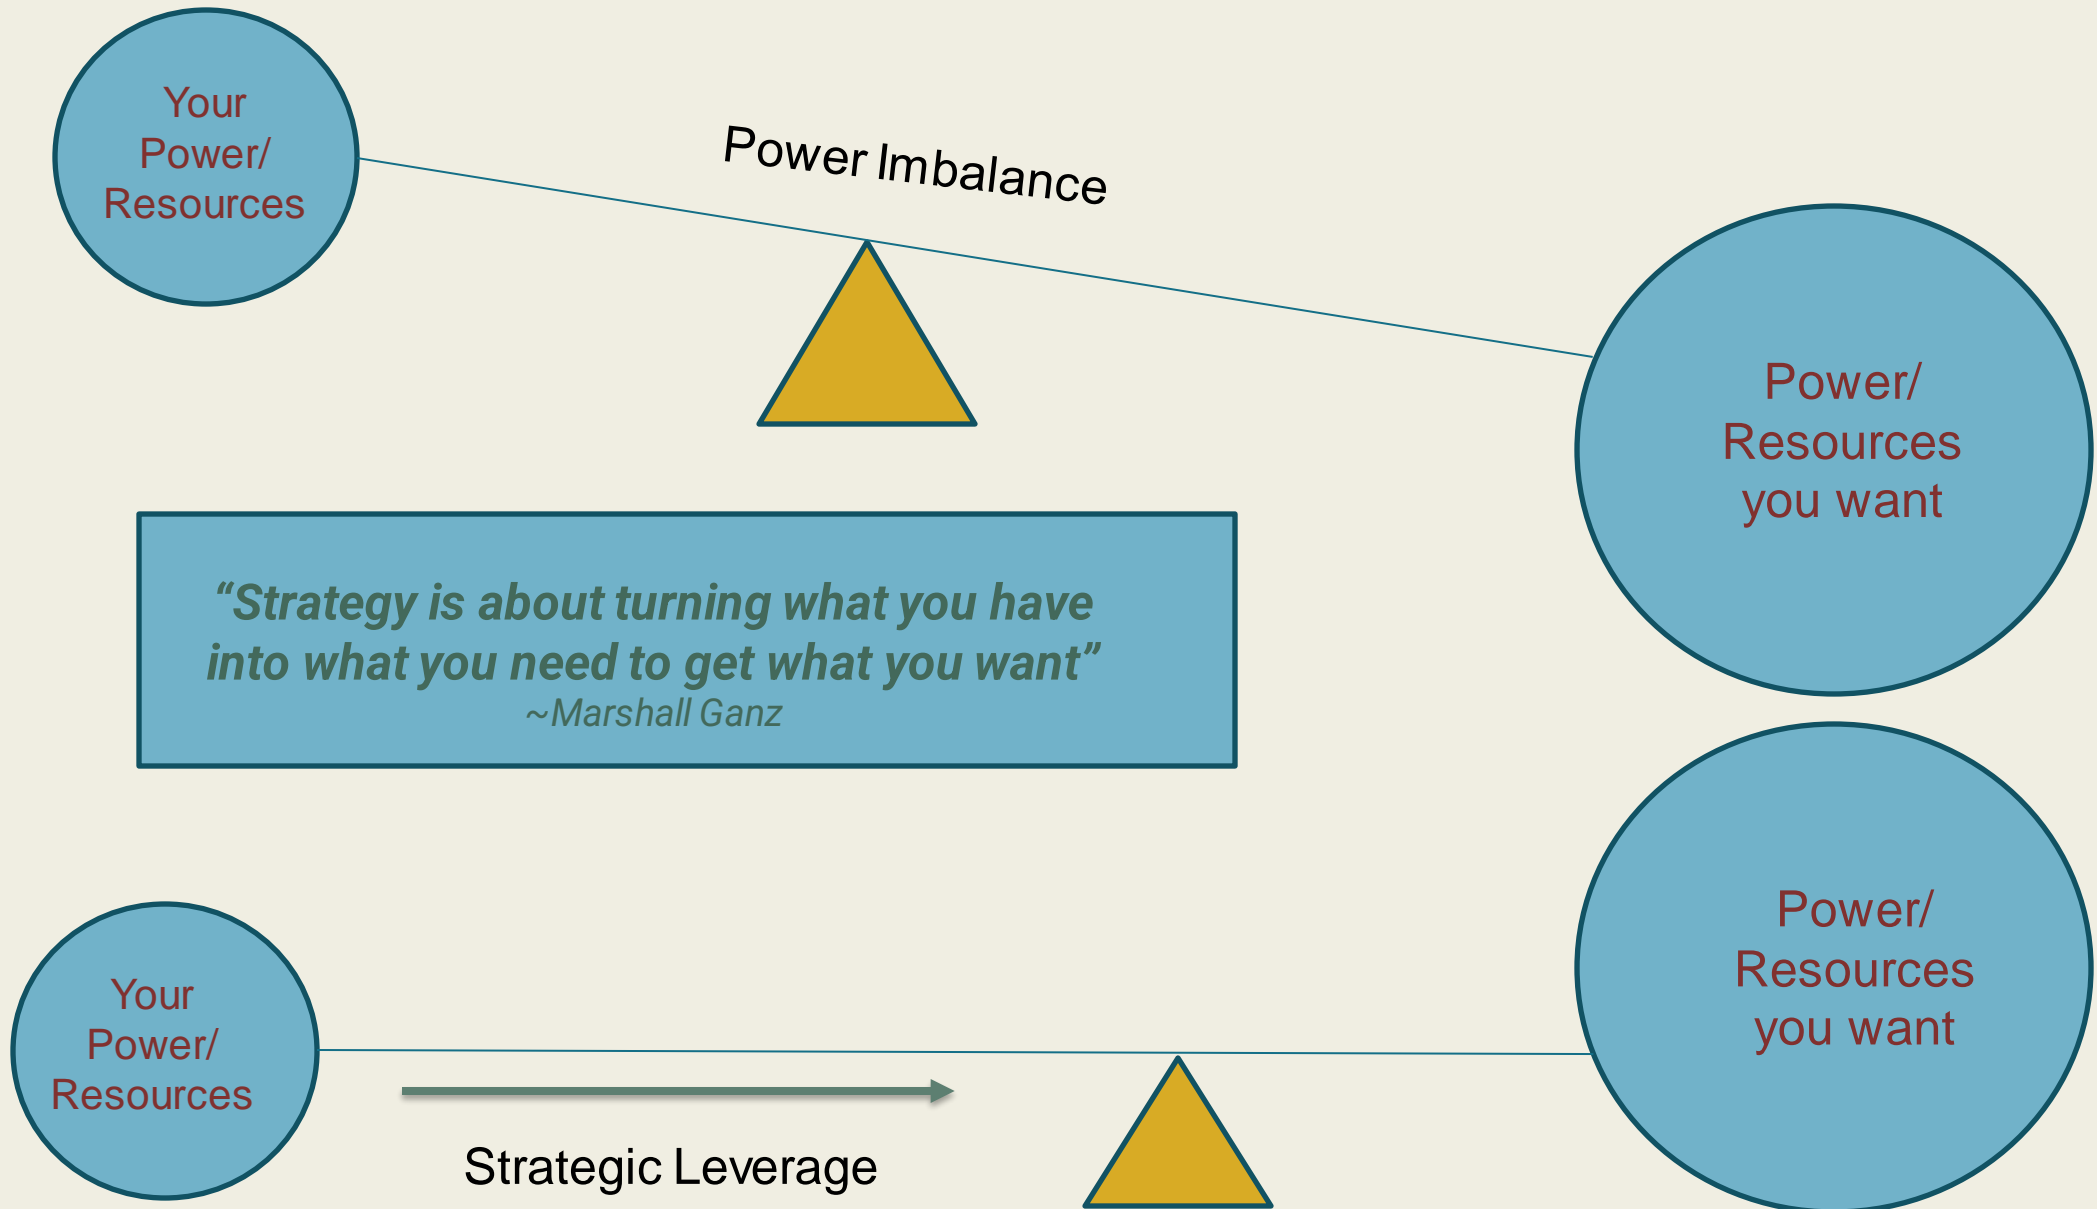 Your
Power/
Resources
Power Imbalance
Power/
Resources
you want
“Strategy is about turning what you have
into what you need to get what you want”
~Marshall Ganz
Your
Power/
Resources
Strategic Leverage
Power/
Resources
you want